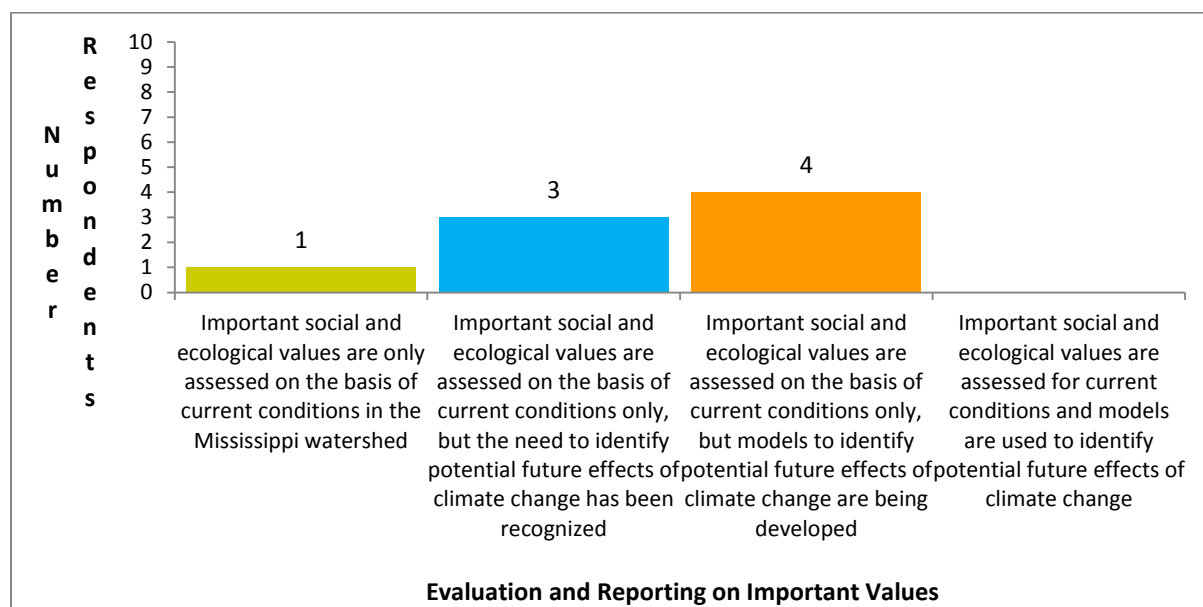 Number
Respondents
10
9
8
7
6
5
4
3
2
1
0
1
3
4
Important social and
ecological values are only
assessed on the basis of
current conditions in the
Mississippi watershed
Important social and
ecological values are
assessed on the basis of
current conditions only,
but the need to identify
potential future effects of
climate change has been
recognized
Important social and
ecological values are
assessed on the basis of
current conditions only,
but models to identify
potential future effects of
climate change are being
developed
Important social and
ecological values are
assessed for current
conditions and models
are used to identify
potential future effects of
climate change
Evaluation and Reporting on Important Values